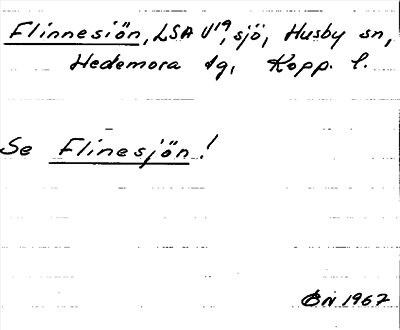 Flinnesiön, LSA U19, sjö, Husby sn,
Hedemora tg, Kopp. l.
Se Flinesjön!
ÖN 1967